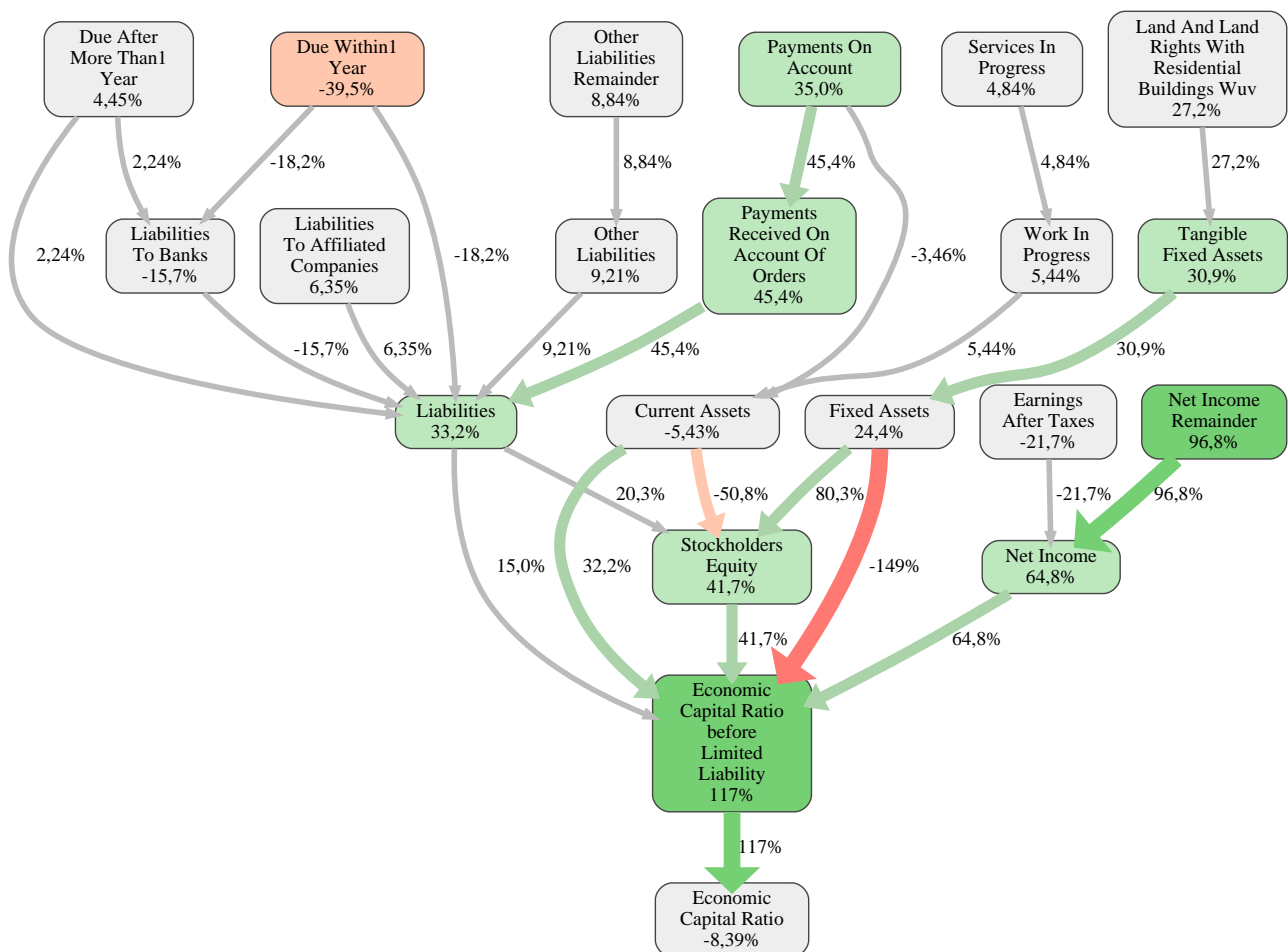 Due After
More Than1
Year
4,45%
Due Within1
Year
-39,5%
Other
Liabilities
Remainder
8,84%
Payments On
Account
35,0%
Services In
Progress
4,84%
Land And Land
Rights With
Residential
Buildings Wuv
27,2%
2,24%
-18,2%
8,84%
45,4%
4,84%
27,2%
2,24%
Liabilities
To Banks
-15,7%
Liabilities
To Affiliated
Companies
6,35%
-18,2%
Other
Liabilities
9,21%
Payments
Received On
Account Of
Orders
45,4%
-3,46%
Work In
Progress
5,44%
Tangible
Fixed Assets
30,9%
-15,7%
6,35%
9,21%
45,4%
5,44%
30,9%
Liabilities
33,2%
Current Assets
-5,43%
Fixed Assets
24,4%
Earnings
After Taxes
-21,7%
Net Income
Remainder
96,8%
20,3%
-50,8%
80,3%
-21,7%
96,8%
15,0%
32,2%
Stockholders
Equity
41,7%
-149%
Net Income
64,8%
41,7%
64,8%
Economic
Capital Ratio
before
Limited
Liability
117%
117%
Economic
Capital Ratio
-8,39%